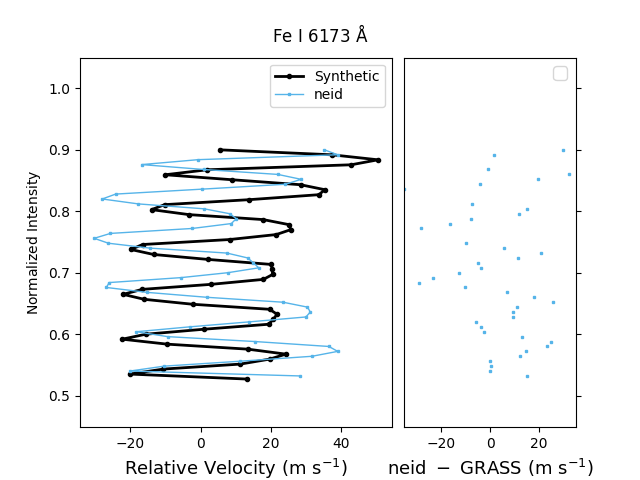 Fe I 6173 Å
Synthetic
neid
Normalized Intensity
1.0
0.9
0.8
0.7
0.6
0.5
−20 0 20 40
−20 0 20
Relative Velocity (m s⁻¹)
neid − GRASS (m s⁻¹)